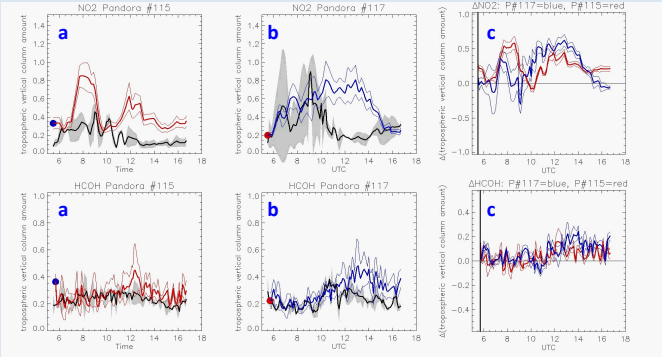 NO2 Pandora #115
NO2 Pandora #117
ΔNO2: P#117=blue, P#115=red
a
b
c
tropospheric vertical column amount)
1.4
1.2
1.0
0.8
0.6
0.4
0.2
0.0
6 8 10 12 14 16 18
Time
tropospheric vertical column amount)
1.4
1.2
1.0
0.8
0.6
0.4
0.2
0.0
6 8 10 12 14 16 18
UTC
Δ(tropospheric vertical column amount)
1.0
0.5
0.0
-0.5
-1.0
6 8 10 12 14 16 18
UTC
HCOH Pandora #115
HCOH Pandora #117
ΔHCOH: P#117=blue, P#115=red
a
b
c
tropospheric vertical column amount)
1.0
0.8
0.6
0.4
0.2
0.0
6 8 10 12 14 16 18
Time
tropospheric vertical column amount)
1.0
0.8
0.6
0.4
0.2
0.0
6 8 10 12 14 16 18
UTC
Δ(tropospheric vertical column amount)
0.4
0.2
0.0
-0.2
-0.4
6 8 10 12 14 16 18
UTC